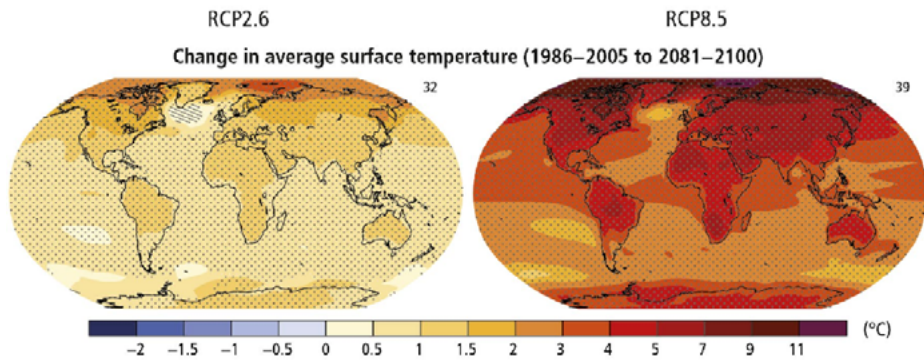 RCP2.6 RCP8.5
Change in average surface temperature (1986–2005 to 2081–2100)
32 39
−2 −1.5 −1 −0.5 0 0.5 1 1.5 2 3 4 5 7 9 11 (°C)